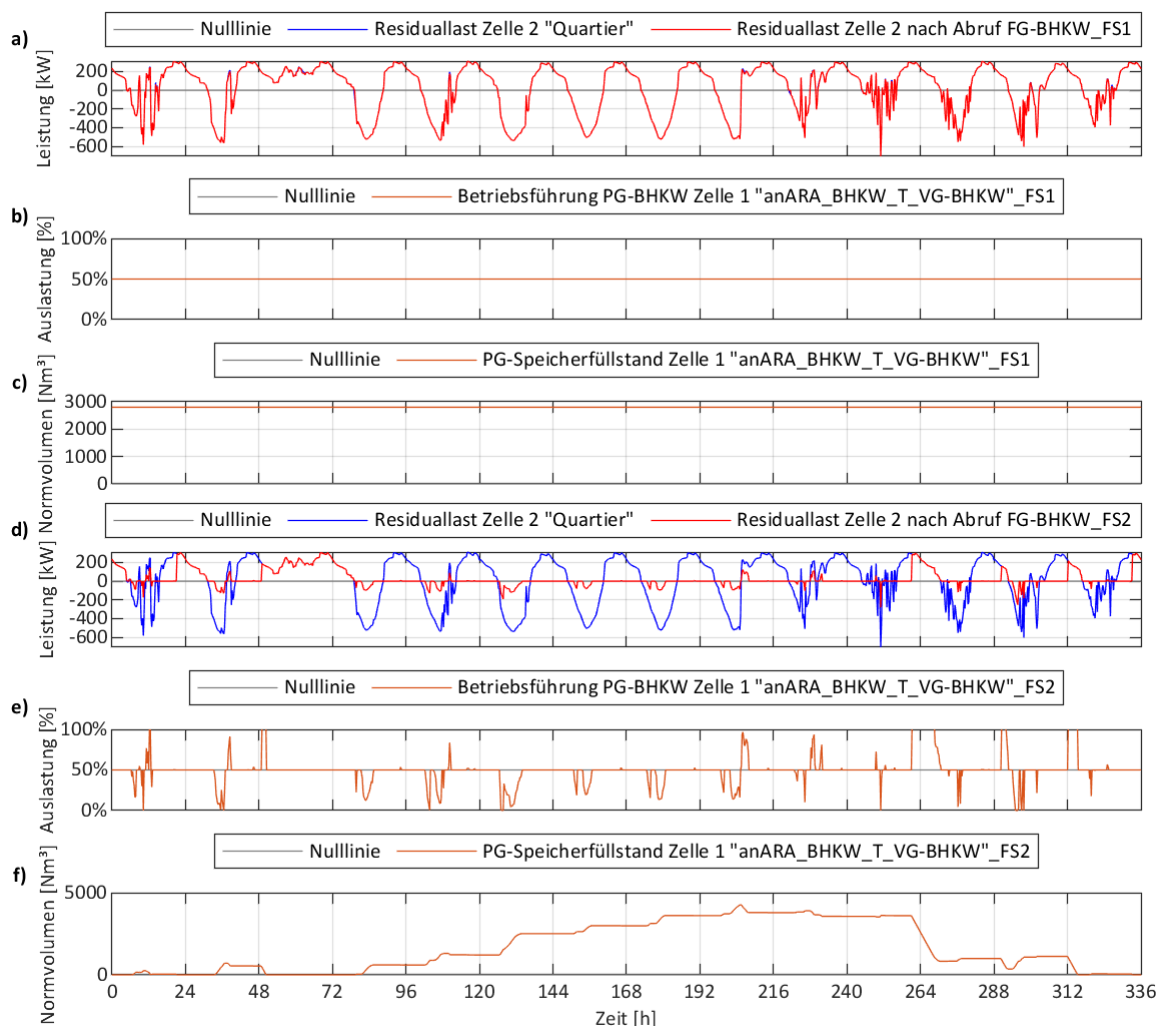 a)
Nulllinie Residuallast Zelle 2 "Quartier" Residuallast Zelle 2 nach Abruf FG-BHKW_FS1
Leistung [kW]
200
0
-200
-400
-600
b)
Nulllinie Betriebsführung PG-BHKW Zelle 1 "anARA_BHKW_T_VG-BHKW"_FS1
Auslastung [%]
100%
50%
0%
c)
Nulllinie PG-Speicherfüllstand Zelle 1 "anARA_BHKW_T_VG-BHKW"_FS1
Normvolumen [Nm³]
3000
2000
1000
0
d)
Nulllinie Residuallast Zelle 2 "Quartier" Residuallast Zelle 2 nach Abruf FG-BHKW_FS2
Leistung [kW]
200
0
-200
-400
-600
e)
Nulllinie Betriebsführung PG-BHKW Zelle 1 "anARA_BHKW_T_VG-BHKW"_FS2
Auslastung [%]
100%
50%
0%
f)
Nulllinie PG-Speicherfüllstand Zelle 1 "anARA_BHKW_T_VG-BHKW"_FS2
Normvolumen [Nm³]
5000
0
0 24 48 72 96 120 144 168 192 216 240 264 288 312 336
Zeit [h]